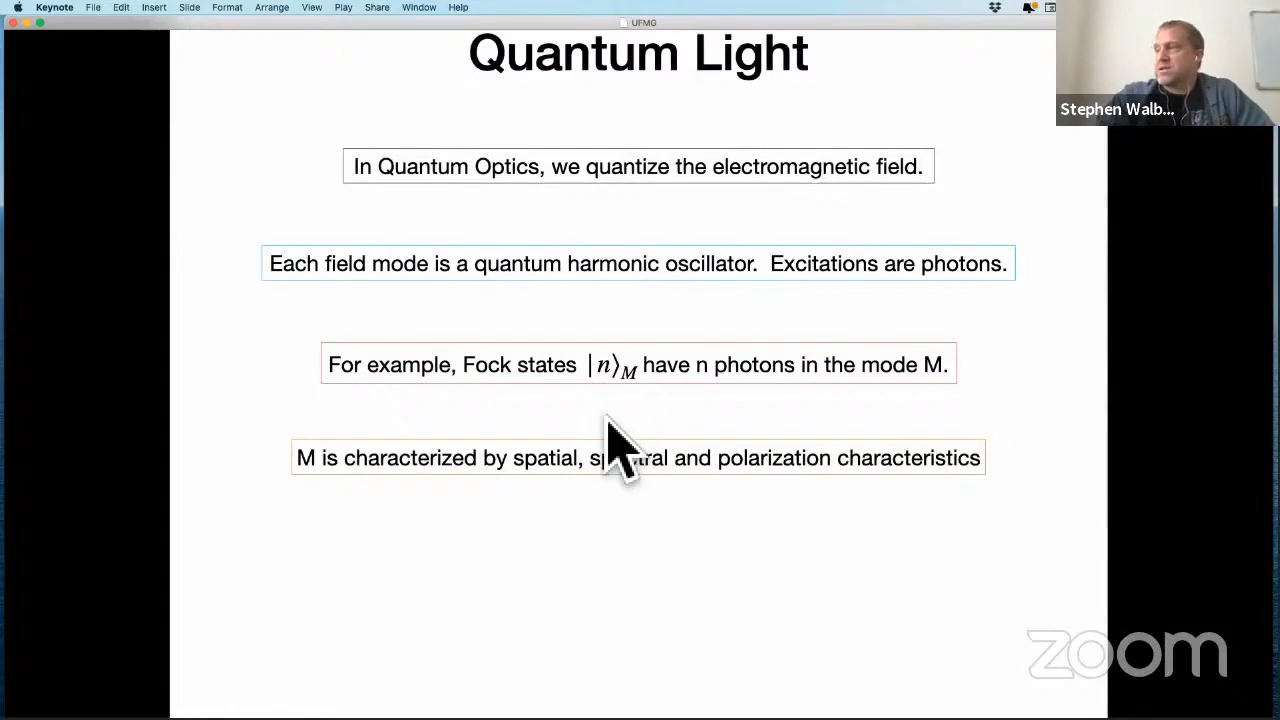 Keynote File Edit Insert Slide Format Arrange View Play Share Window Help
UFMG
Quantum Light
Stephen Walb...
In Quantum Optics, we quantize the electromagnetic field.
Each field mode is a quantum harmonic oscillator. Excitations are photons.
For example, Fock states |n⟩_M have n photons in the mode M.
M is characterized by spatial, and polarization characteristics
zoom